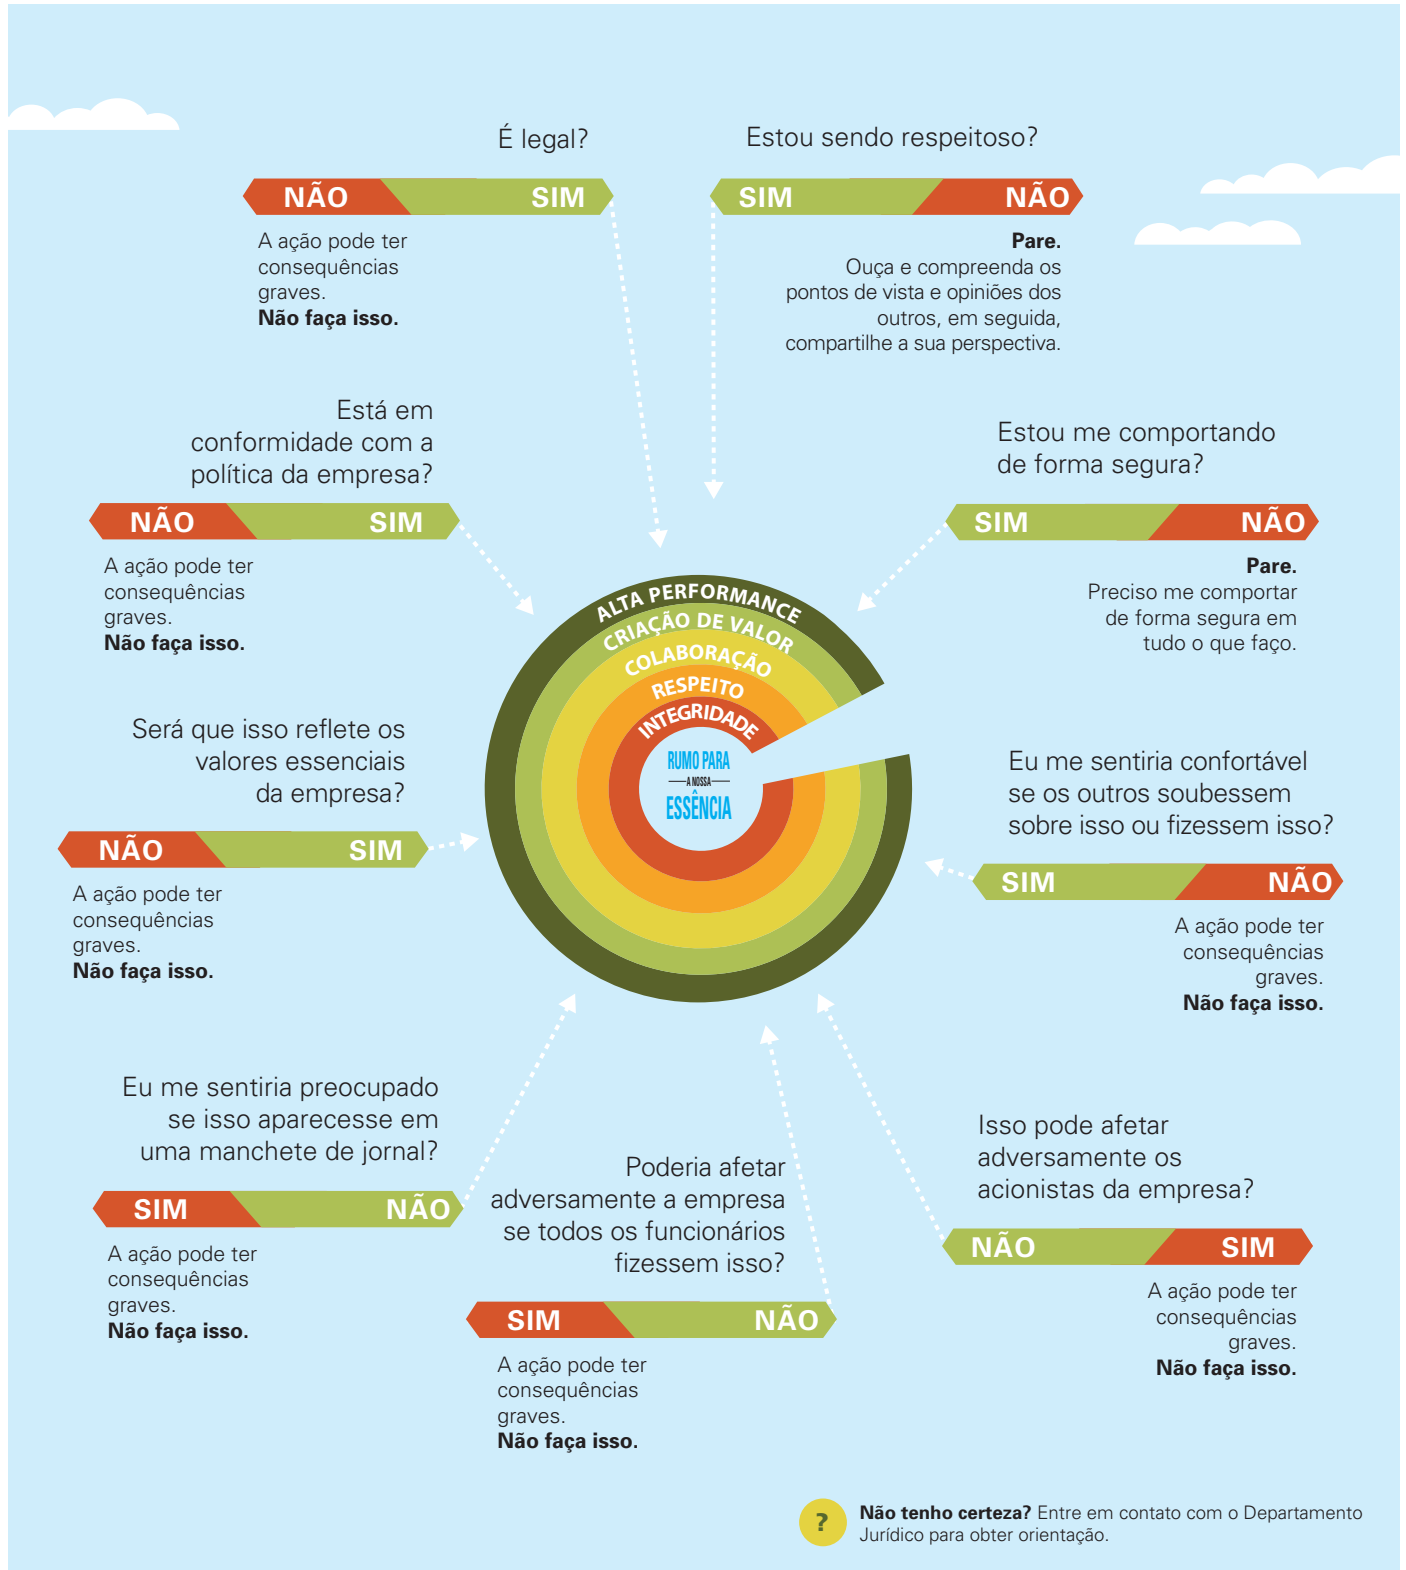 É legal?
NÃO SIM
A ação pode ter
consequências
graves.
Não faça isso.
Estou sendo respeitoso?
SIM NÃO
Pare.
Ouça e compreenda os
pontos de vista e opiniões dos
outros, em seguida,
compartilhe a sua perspectiva.
Está em
conformidade com a
política da empresa?
NÃO SIM
A ação pode ter
consequências
graves.
Não faça isso.
Estou me comportando
de forma segura?
SIM NÃO
Pare.
Preciso me comportar
de forma segura em
tudo o que faço.
ALTA PERFORMANCE
CRIAÇÃO DE VALOR
COLABORAÇÃO
RESPEITO
INTEGRIDADE
RUMO PARA
A NOSSA
ESSÊNCIA
Será que isso reflete os
valores essenciais
da empresa?
NÃO SIM
A ação pode ter
consequências
graves.
Não faça isso.
Eu me sentiria confortável
se os outros soubessem
sobre isso ou fizessem isso?
SIM NÃO
A ação pode ter
consequências
graves.
Não faça isso.
Eu me sentiria preocupado
se isso aparecesse em
uma manchete de jornal?
SIM NÃO
A ação pode ter
consequências
graves.
Não faça isso.
Poderia afetar
adversamente a empresa
se todos os funcionários
fizessem isso?
SIM NÃO
A ação pode ter
consequências
graves.
Não faça isso.
Isso pode afetar
adversamente os
acionistas da empresa?
NÃO SIM
A ação pode ter
consequências
graves.
Não faça isso.
? Não tenho certeza? Entre em contato com o Departamento
Jurídico para obter orientação.